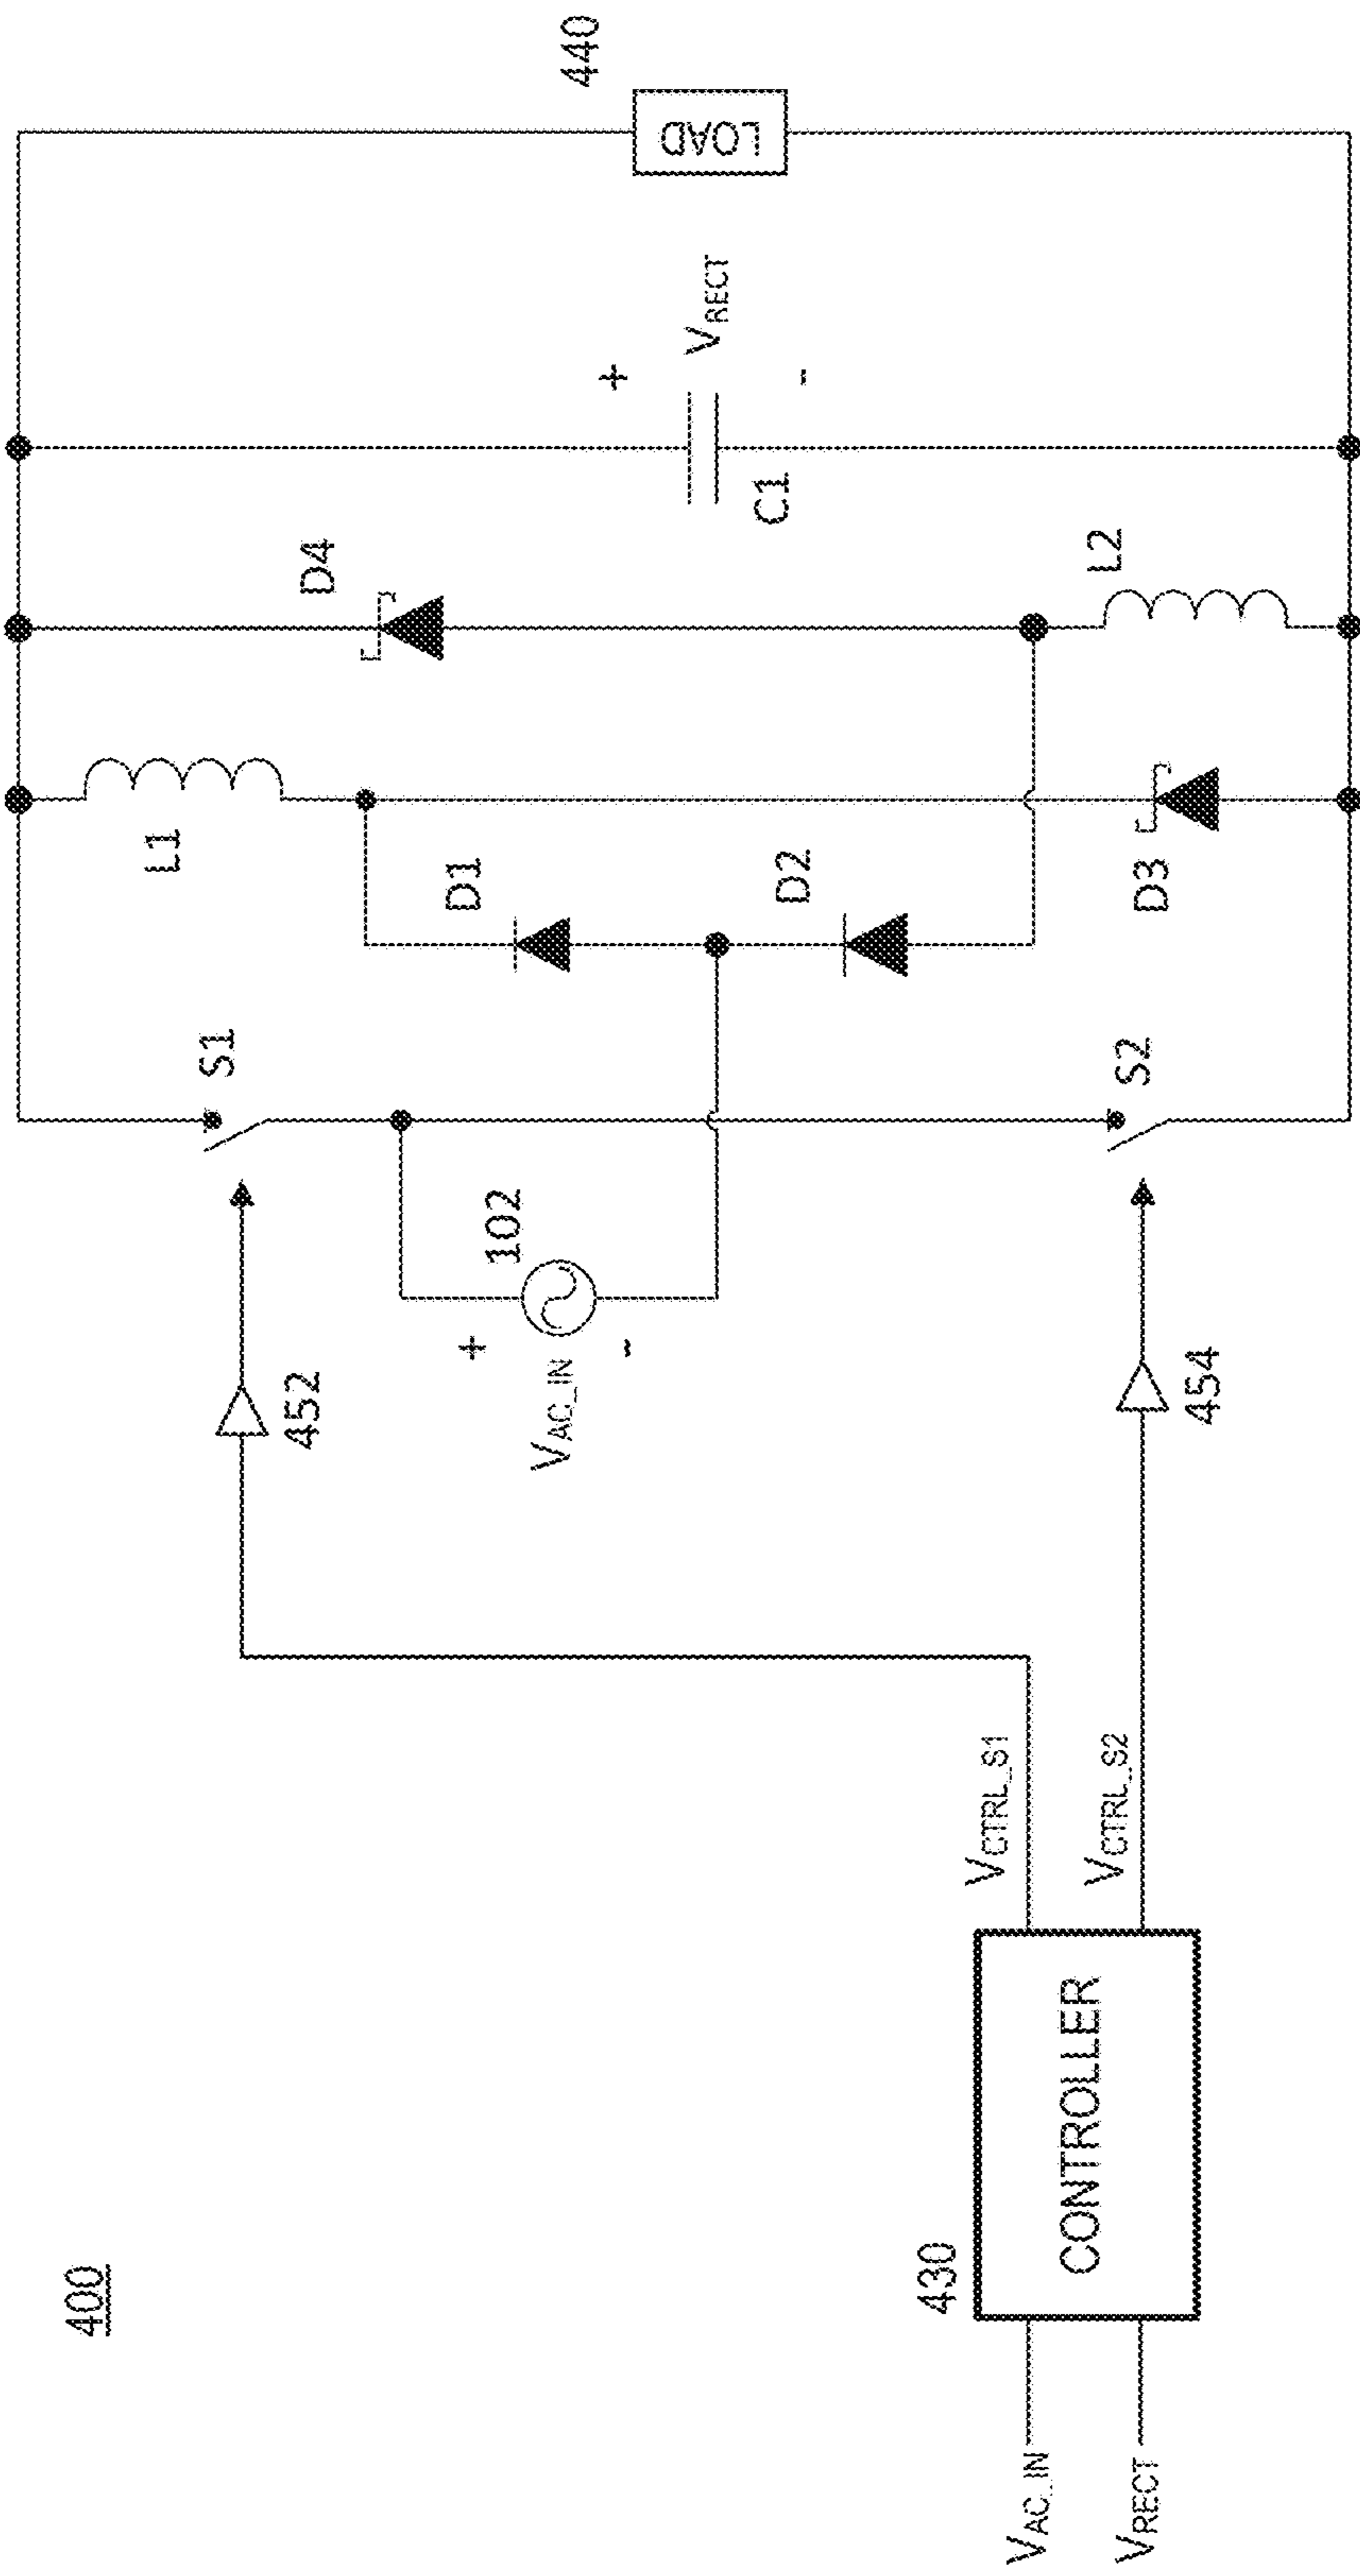 400
V_AC_IN
V_RECT
430
CONTROLLER
V_CTRL_S1
V_CTRL_S2
452
454
V_AC_IN
+
-
102
S1
S2
L1
D1
D2
D3
D4
L2
C1
+
V_RECT
-
LOAD
440